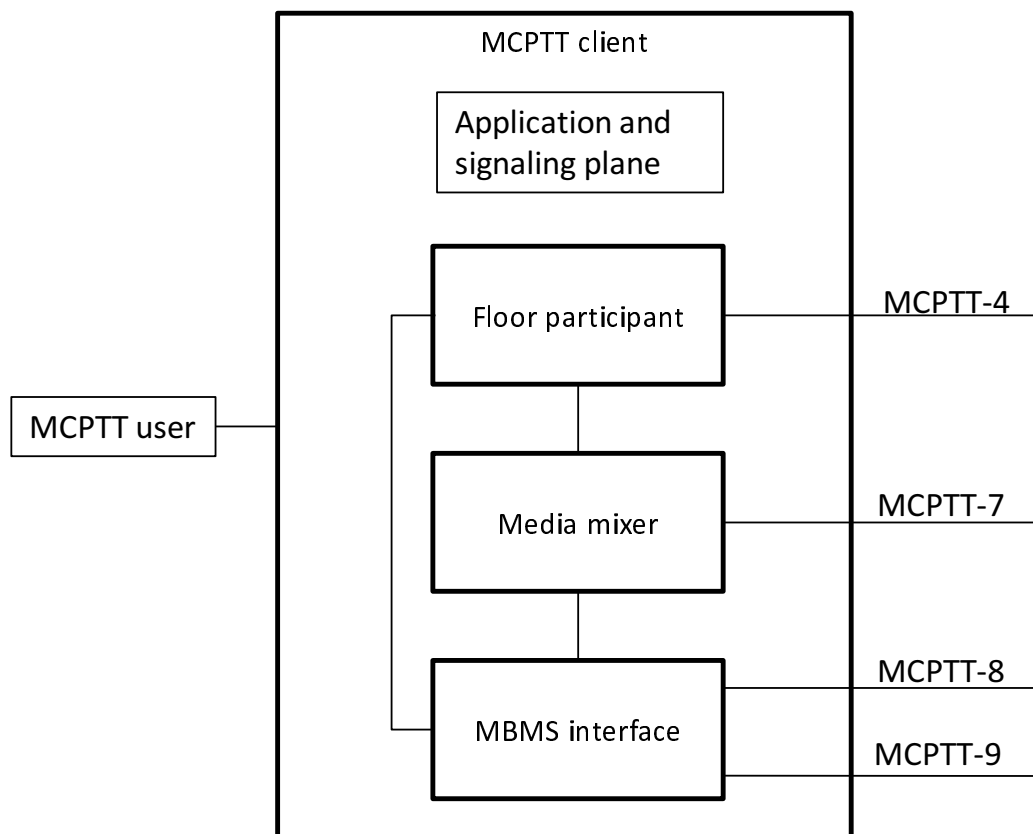 MCPTT client
Application and
signaling plane
Floor participant
MCPTT-4
MCPTT user
Media mixer
MCPTT-7
MBMS interface
MCPTT-8
MCPTT-9